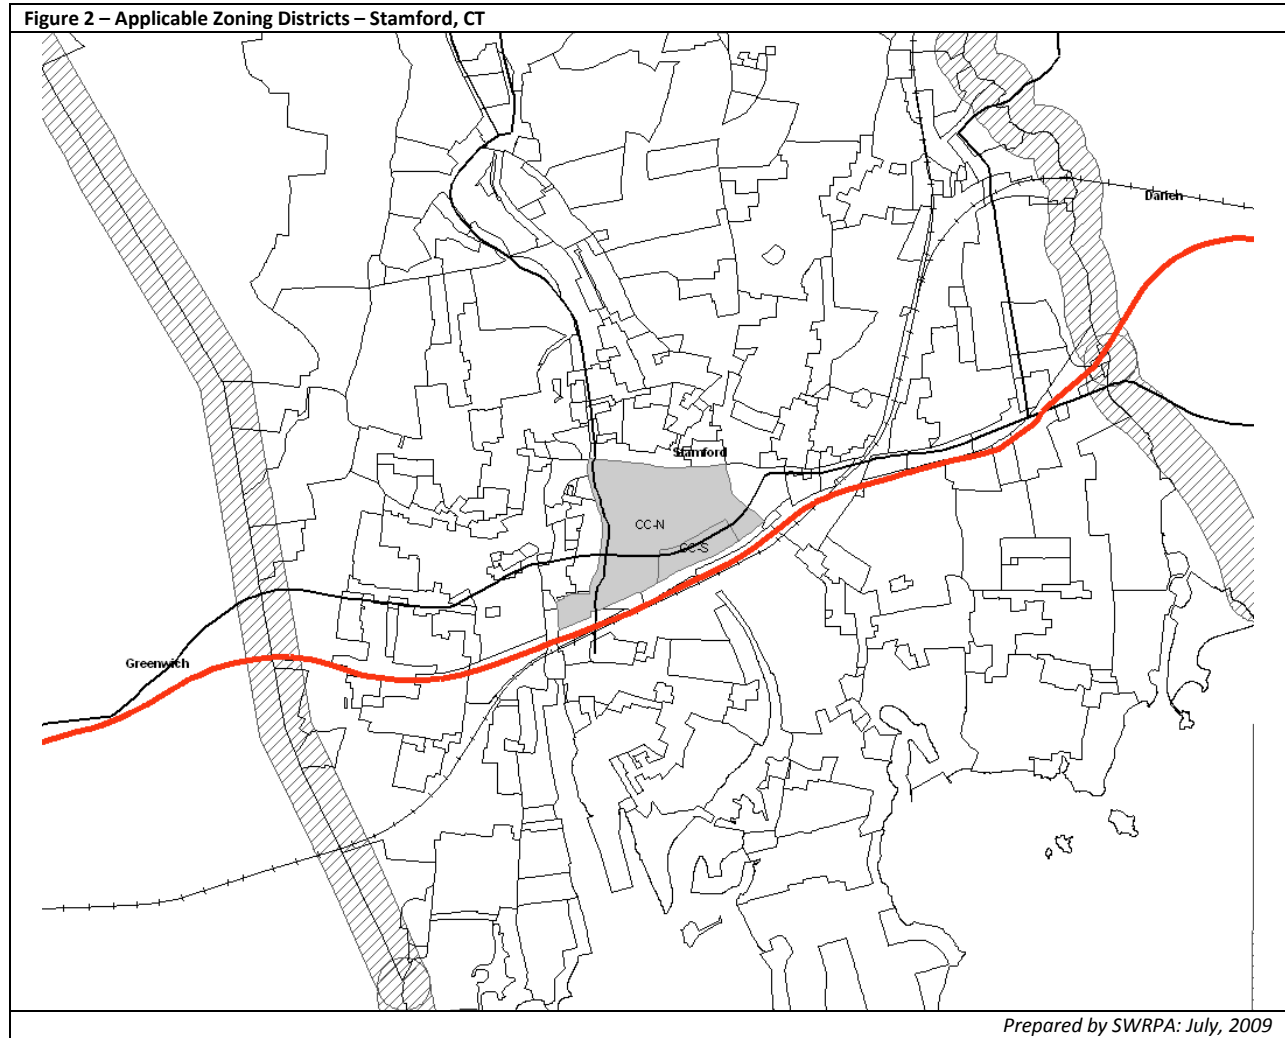 Figure 2 – Applicable Zoning Districts – Stamford, CT
Darien
Stamford
CC-N
CC-S
Greenwich
Prepared by SWRPA: July, 2009